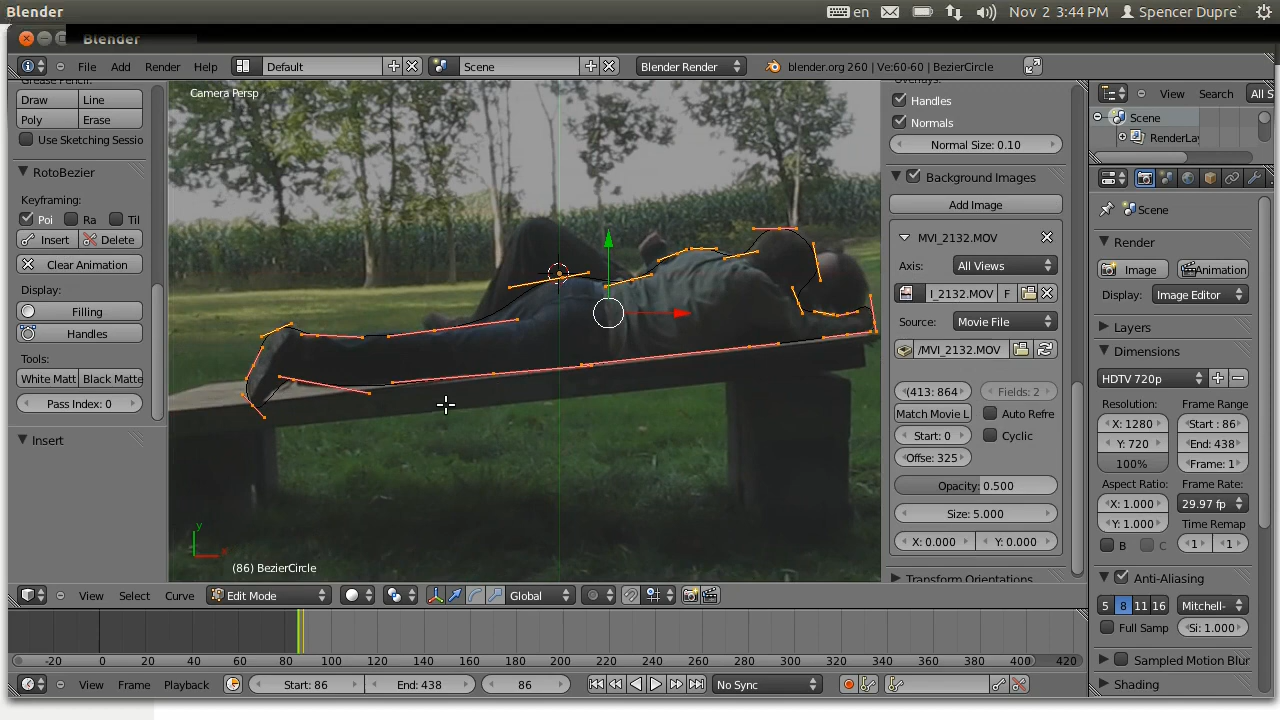 Blender
en
Nov 2 3:44 PM
Spencer Dupre`
Blender
File Add Render Help
Default
Scene
Blender Render
blender.org 260 | Ve:60-60 | BezierCircle
Draw Line
Poly Erase
Use Sketching Sessio
RotoBezier
Keyframing:
Poi Ra Til
Insert Delete
Clear Animation
Display:
Filling
Handles
Tools:
White Matt Black Matte
Pass Index: 0
Insert
Camera Persp
y
x
(86) BezierCircle
Handles
Normals
Normal Size: 0.10
Background Images
Add Image
MVI_2132.MOV
Axis: All Views
I_2132.MOV F
Source: Movie File
/MVI_2132.MOV
(413: 864 Fields: 2
Match Movie L Auto Refre
Start: 0 Cyclic
Offse: 325
Opacity: 0.500
Size: 5.000
X: 0.000 Y: 0.000
Transform Orientations
View Search All S
Scene
RenderLay
Scene
Render
Image Animation
Display: Image Editor
Layers
Dimensions
HDTV 720p
Resolution: Frame Range
X: 1280 Start : 86
Y: 720 End: 438
100% Frame: 1
Aspect Ratio: Frame Rate:
X: 1.000 29.97 fp
Y: 1.000 Time Remap
B C 1 1
Anti-Aliasing
5 8 11 16 Mitchell-
Full Samp Si: 1.000
Sampled Motion Blur
Shading
View Select Curve Edit Mode Global
-20 0 20 40 60 80 100 120 140 160 180 200 220 240 260 280 300 320 340 360 380 400 420
View Frame Playback Start: 86 End: 438 86 No Sync